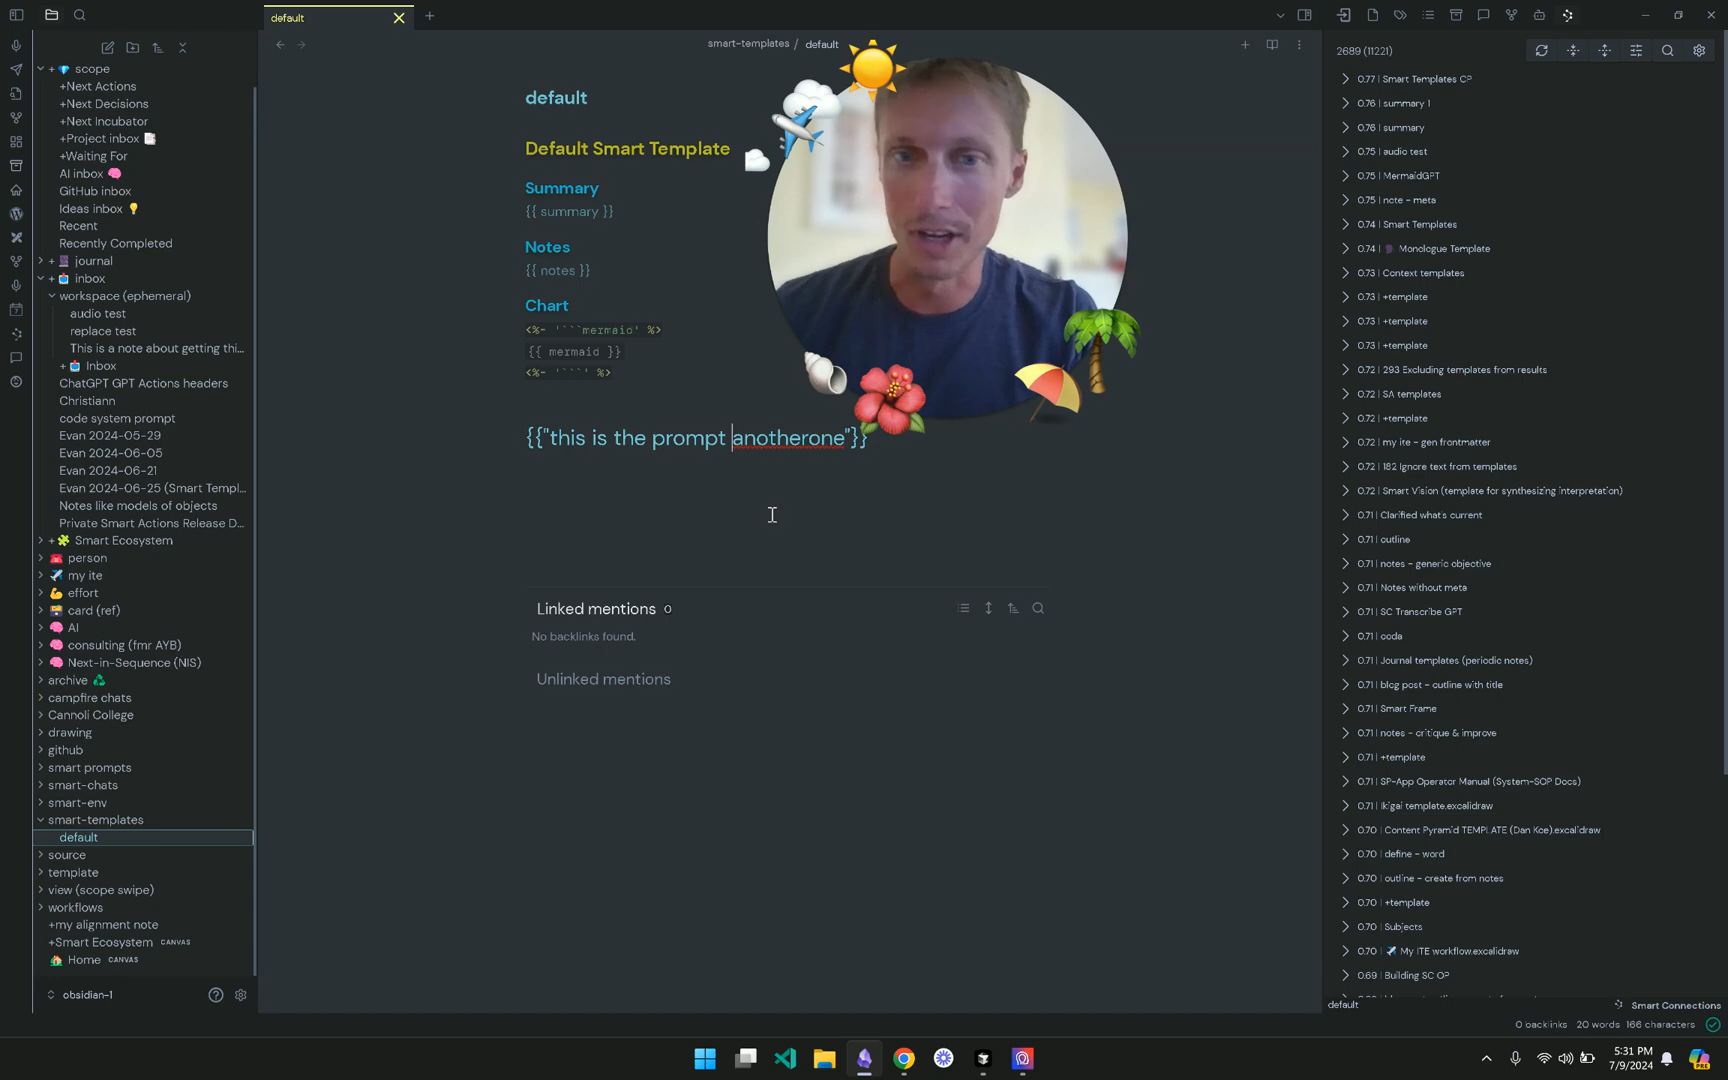 default
smart-templates / default
2689 (11221)
+ 💎 scope
+Next Actions
+Next Decisions
+Next Incubator
+Project inbox 📑
+Waiting For
AI inbox 🧠
GitHub inbox
Ideas inbox 💡
Recent
Recently Completed
+ journal
+ 📩 inbox
workspace (ephemeral)
audio test
replace test
This is a note about getting thi...
+ 📩 Inbox
ChatGPT GPT Actions headers
Christiann
code system prompt
Evan 2024-05-29
Evan 2024-06-05
Evan 2024-06-21
Evan 2024-06-25 (Smart Templ...
Notes like models of objects
Private Smart Actions Release D...
+ 🧩 Smart Ecosystem
person
✈️ my ite
💪 effort
📇 card (ref)
🧠 AI
🧠 consulting (fmr AYB)
🧠 Next-in-Sequence (NIS)
archive ♻️
campfire chats
Cannoli College
drawing
github
smart prompts
smart-chats
smart-env
smart-templates
default
source
template
view (scope swipe)
workflows
+my alignment note
+Smart Ecosystem CANVAS
🏡 Home CANVAS
obsidian-1
default
Default Smart Template
Summary
{{ summary }}
Notes
{{ notes }}
Chart
<%- '```mermaid' %>
{{ mermaid }}
<%- '```' %>
{{"this is the prompt anotherone"}}
Linked mentions 0
No backlinks found.
Unlinked mentions
0.77 | Smart Templates CP
0.76 | summary 1
0.76 | summary
0.75 | audio test
0.75 | MermaidGPT
0.75 | note - meta
0.74 | Smart Templates
0.74 | Monologue Template
0.73 | Context templates
0.73 | +template
0.73 | +template
0.73 | +template
0.72 | 293 Excluding templates from results
0.72 | SA templates
0.72 | +template
0.72 | my ite - gen frontmatter
0.72 | 182 Ignore text from templates
0.72 | Smart Vision (template for synthesizing interpretation)
0.71 | Clarified what's current
0.71 | outline
0.71 | notes - generic objective
0.71 | Notes without meta
0.71 | SC Transcribe GPT
0.71 | coda
0.71 | Journal templates (periodic notes)
0.71 | blog post - outline with title
0.71 | Smart Frame
0.71 | notes - critique & improve
0.71 | +template
0.71 | SP-App Operator Manual (System-SOP Docs)
0.71 | Ikigai template.excalidraw
0.70 | Content Pyramid TEMPLATE (Dan Koe).excalidraw
0.70 | define - word
0.70 | outline - create from notes
0.70 | +template
0.70 | Subjects
0.70 | ✈️ My ITE workflow.excalidraw
0.69 | Building SC OP
default
Smart Connections
0 backlinks 20 words 166 characters
5:31 PM
7/9/2024
PRE